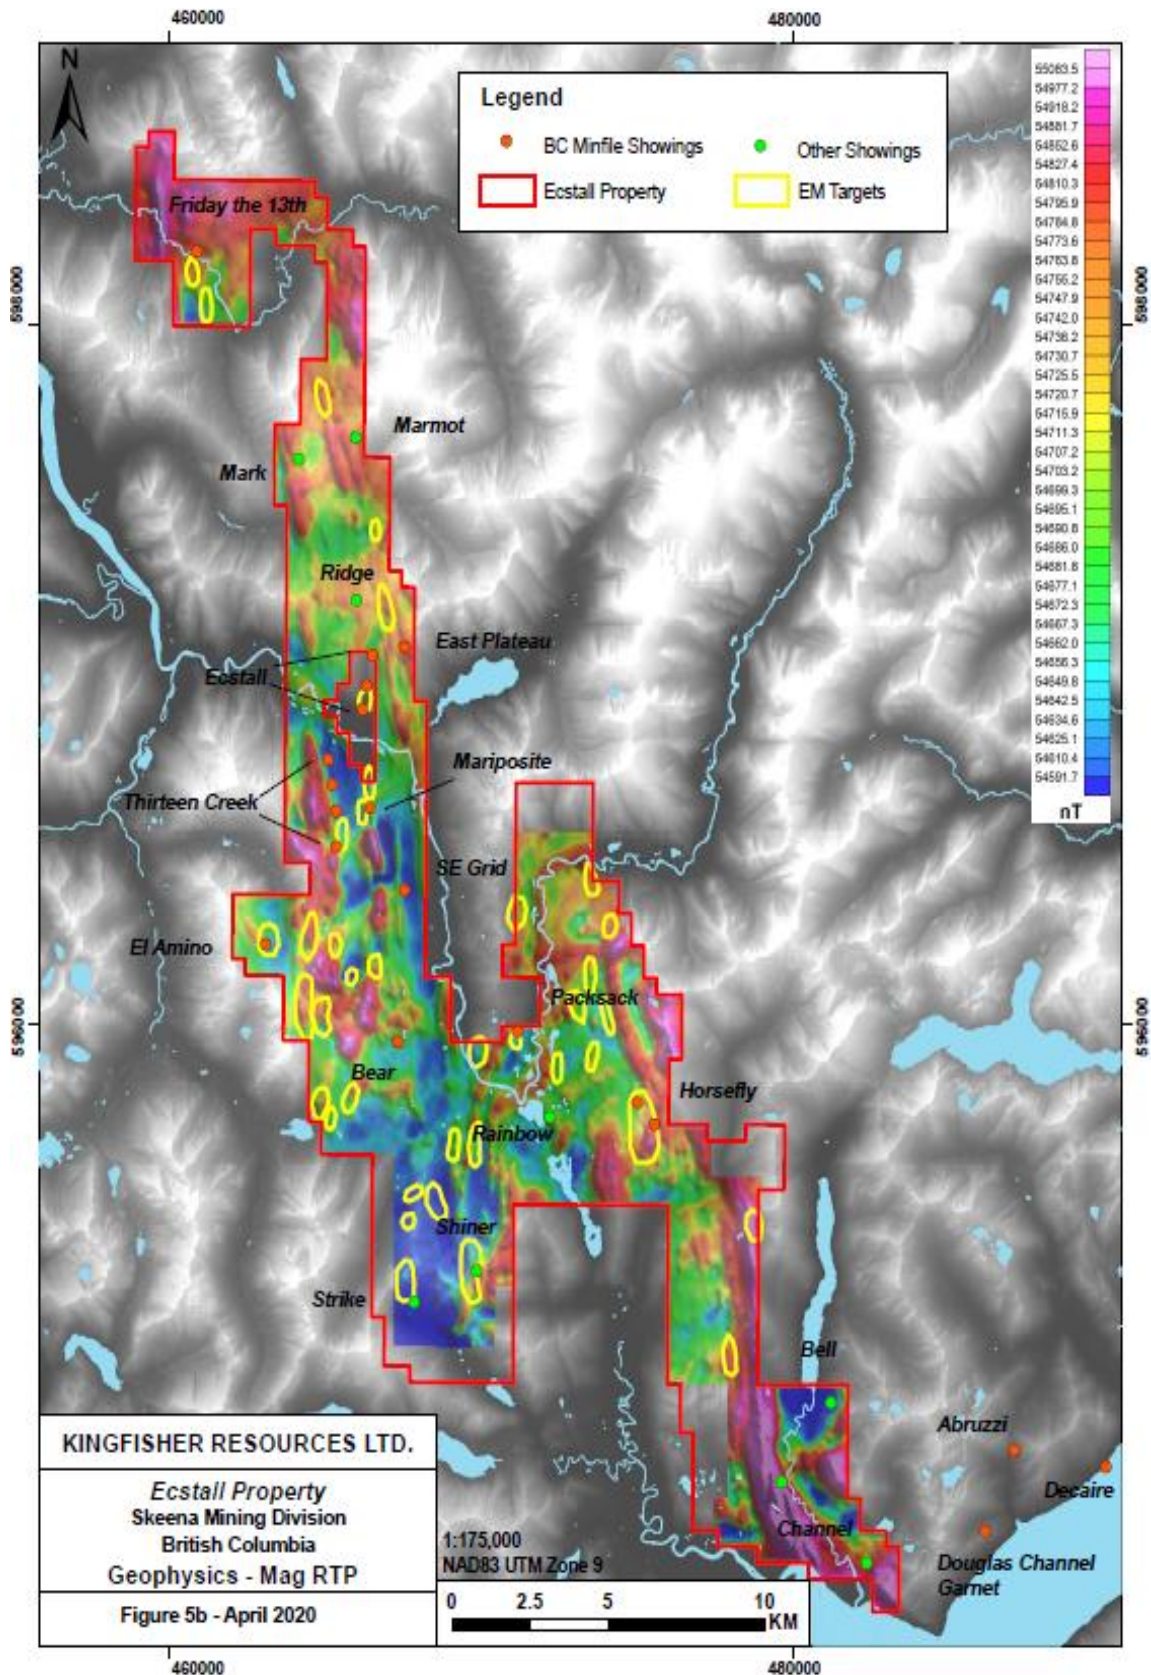 460000
480000
N
Legend
BC Minfile Showings
Other Showings
Ecstall Property
EM Targets
55063.5
54977.2
54918.2
54881.7
54852.6
54827.4
54810.3
54795.9
54784.8
54773.6
54763.8
54755.2
54747.9
54742.0
54736.2
54730.7
54725.5
54720.7
54715.9
54711.3
54707.2
54703.2
54699.3
54695.1
54690.8
54686.0
54681.8
54677.1
54672.3
54667.3
54662.0
54656.3
54649.8
54642.5
54634.6
54625.1
54610.4
54591.7
nT
598000
598000
Friday the 13th
Marmot
Mark
Ridge
East Plateau
Ecstall
Mariposite
Thirteen Creek
SE Grid
El Amino
Packsack
596000
596000
Bear
Horsefly
Rainbow
Shiner
Strike
Bell
Abruzzi
Decaire
Channel
Douglas Channel
Garnet
KINGFISHER RESOURCES LTD.
Ecstall Property
Skeena Mining Division
British Columbia
Geophysics - Mag RTP
Figure 5b - April 2020
1:175,000
NAD83 UTM Zone 9
0 2.5 5 10
KM
460000
480000